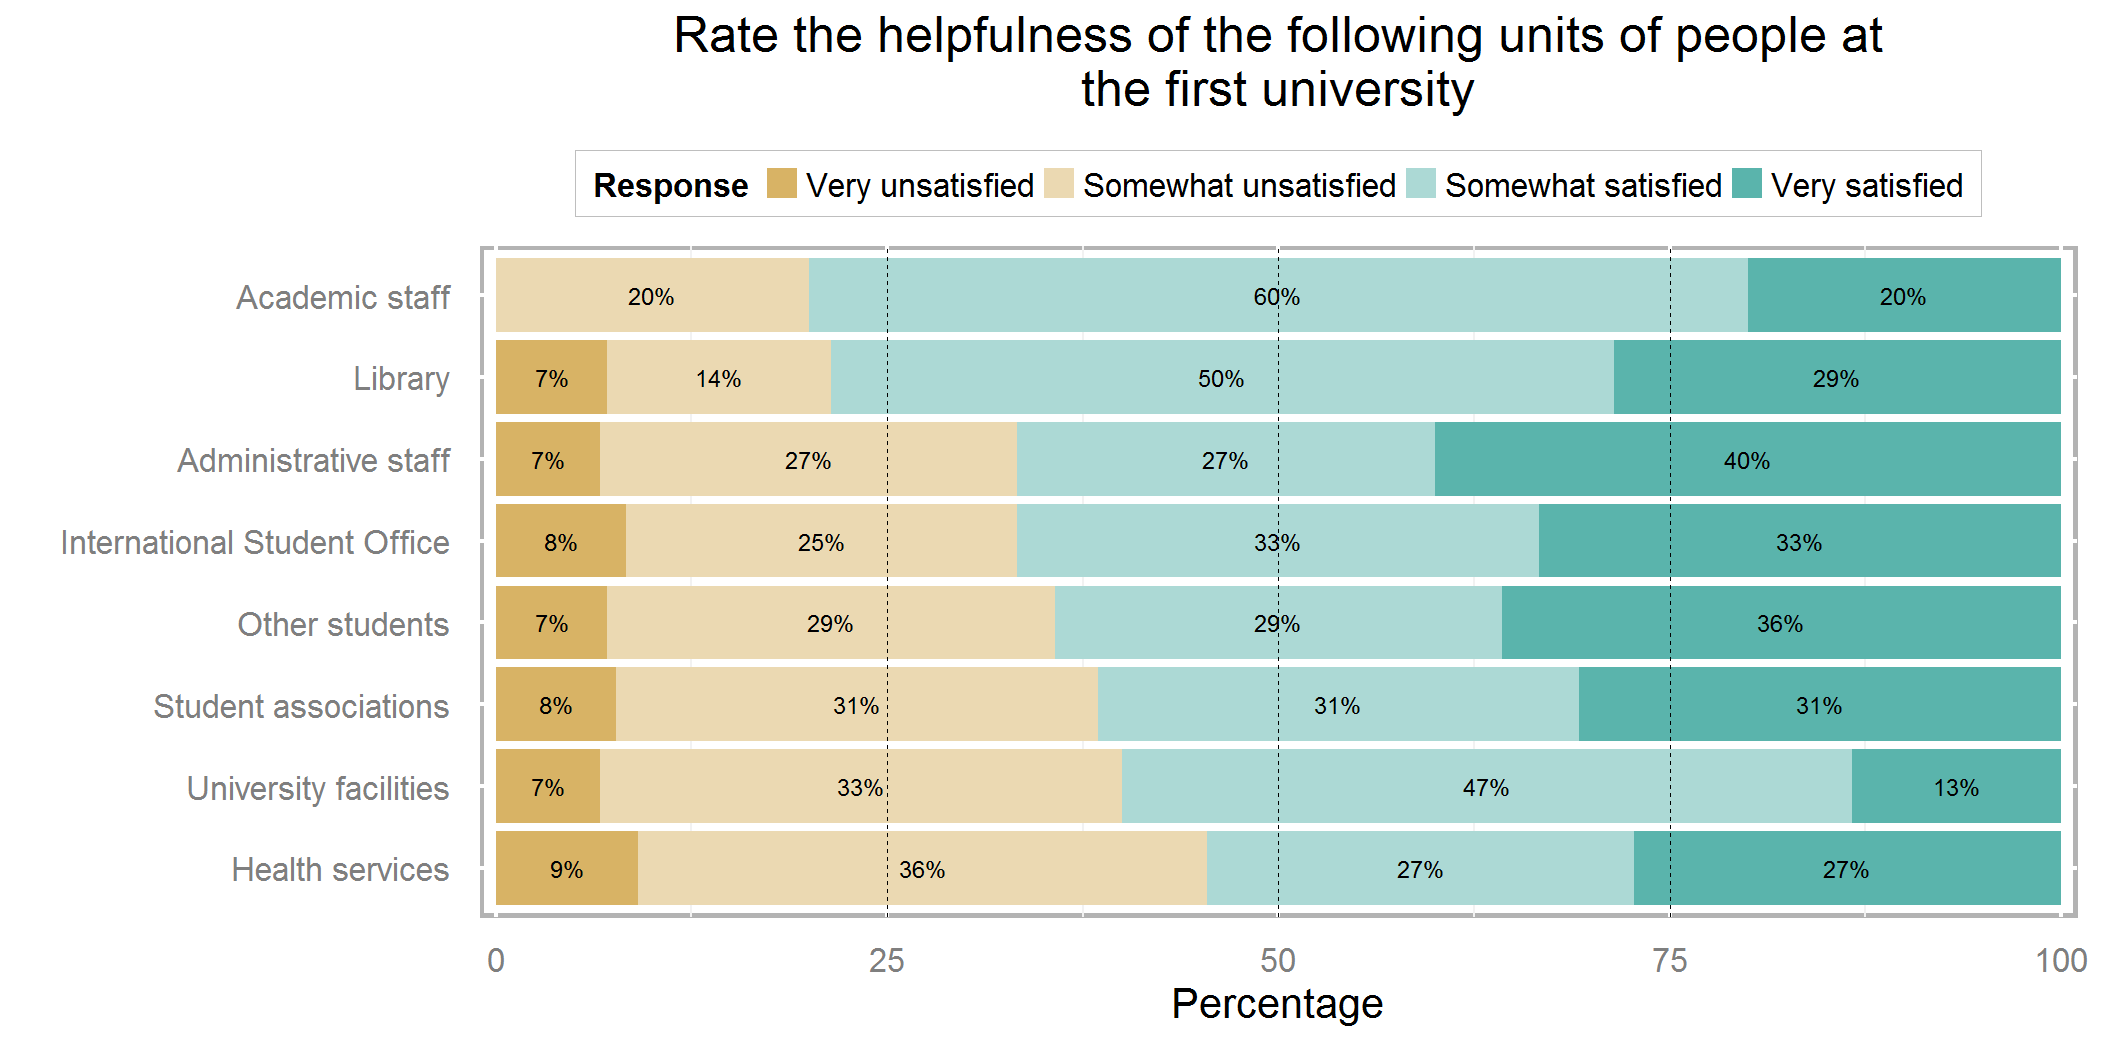 Rate the helpfulness of the following units of people at
the first university
Response Very unsatisfied Somewhat unsatisfied Somewhat satisfied Very satisfied
Academic staff 20% 60% 20%
Library 7% 14% 50% 29%
Administrative staff 7% 27% 27% 40%
International Student Office 8% 25% 33% 33%
Other students 7% 29% 29% 36%
Student associations 8% 31% 31% 31%
University facilities 7% 33% 47% 13%
Health services 9% 36% 27% 27%
0 25 50 75 100
Percentage